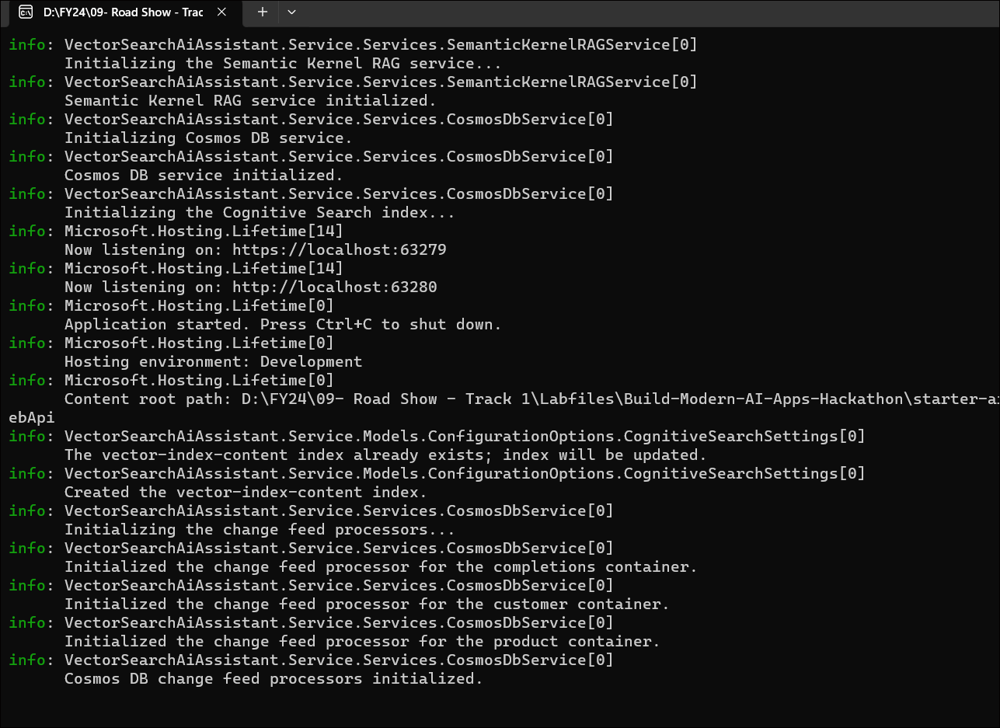 D:\FY24\09- Road Show - Trac
info: VectorSearchAiAssistant.Service.Services.SemanticKernelRAGService[0]
Initializing the Semantic Kernel RAG service...
info: VectorSearchAiAssistant.Service.Services.SemanticKernelRAGService[0]
Semantic Kernel RAG service initialized.
info: VectorSearchAiAssistant.Service.Services.CosmosDbService[0]
Initializing Cosmos DB service.
info: VectorSearchAiAssistant.Service.Services.CosmosDbService[0]
Cosmos DB service initialized.
info: VectorSearchAiAssistant.Service.Services.CosmosDbService[0]
Initializing the Cognitive Search index...
info: Microsoft.Hosting.Lifetime[14]
Now listening on: https://localhost:63279
info: Microsoft.Hosting.Lifetime[14]
Now listening on: http://localhost:63280
info: Microsoft.Hosting.Lifetime[0]
Application started. Press Ctrl+C to shut down.
info: Microsoft.Hosting.Lifetime[0]
Hosting environment: Development
info: Microsoft.Hosting.Lifetime[0]
Content root path: D:\FY24\09- Road Show - Track 1\Labfiles\Build-Modern-AI-Apps-Hackathon\starter-a
ebApi
info: VectorSearchAiAssistant.Service.Models.ConfigurationOptions.CognitiveSearchSettings[0]
The vector-index-content index already exists; index will be updated.
info: VectorSearchAiAssistant.Service.Models.ConfigurationOptions.CognitiveSearchSettings[0]
Created the vector-index-content index.
info: VectorSearchAiAssistant.Service.Services.CosmosDbService[0]
Initializing the change feed processors...
info: VectorSearchAiAssistant.Service.Services.CosmosDbService[0]
Initialized the change feed processor for the completions container.
info: VectorSearchAiAssistant.Service.Services.CosmosDbService[0]
Initialized the change feed processor for the customer container.
info: VectorSearchAiAssistant.Service.Services.CosmosDbService[0]
Initialized the change feed processor for the product container.
info: VectorSearchAiAssistant.Service.Services.CosmosDbService[0]
Cosmos DB change feed processors initialized.